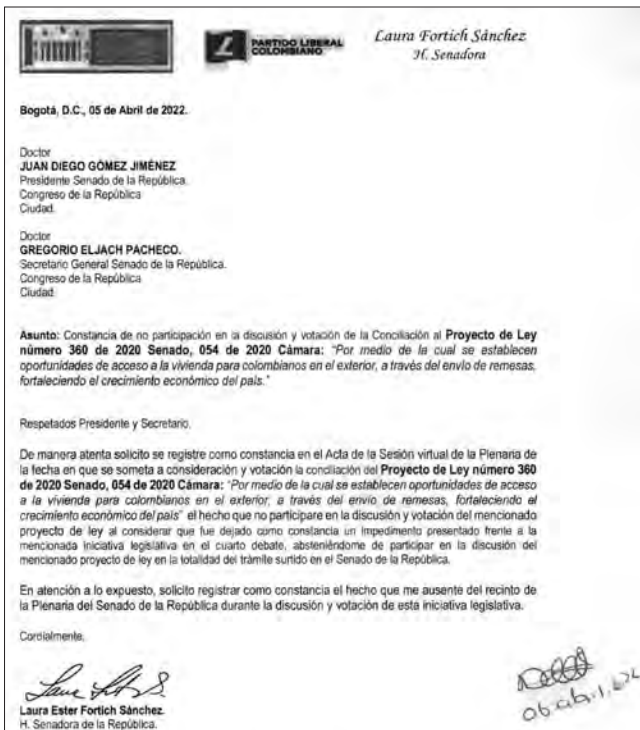 PARTIDO LIBERAL
COLOMBIANO
Laura Fortich Sánchez
H. Senadora
Bogotá, D.C., 05 de Abril de 2022.
Doctor
JUAN DIEGO GÓMEZ JIMÉNEZ
Presidente Senado de la República.
Congreso de la República
Ciudad.
Doctor
GREGORIO ELJACH PACHECO.
Secretario General Senado de la República.
Congreso de la República
Ciudad
Asunto: Constancia de no participación en la discusión y votación de la Conciliación al Proyecto de Ley
número 360 de 2020 Senado, 054 de 2020 Cámara: "Por medio de la cual se establecen
oportunidades de acceso a la vivienda para colombianos en el exterior, a través del envío de remesas,
fortaleciendo el crecimiento económico del país."
Respetados Presidente y Secretario.
De manera atenta solicito se registre como constancia en el Acta de la Sesión virtual de la Plenaria de
la fecha en que se someta a consideración y votación la conciliación del Proyecto de Ley número 360
de 2020 Senado, 054 de 2020 Cámara: "Por medio de la cual se establecen oportunidades de acceso
a la vivienda para colombianos en el exterior, a través del envío de remesas, fortaleciendo el
crecimiento económico del país" el hecho que no participare en la discusión y votación del mencionado
proyecto de ley al considerar que fue dejado como constancia un impedimento presentado frente a la
mencionada iniciativa legislativa en el cuarto debate, absteniéndome de participar en la discusión del
mencionado proyecto de ley en la totalidad del trámite surtido en el Senado de la República.
En atención a lo expuesto, solicito registrar como constancia el hecho que me ausente del recinto de
la Plenaria del Senado de la República durante la discusión y votación de esta iniciativa legislativa.
Cordialmente,
Laura Ester Fortich Sánchez.
H. Senadora de la República.